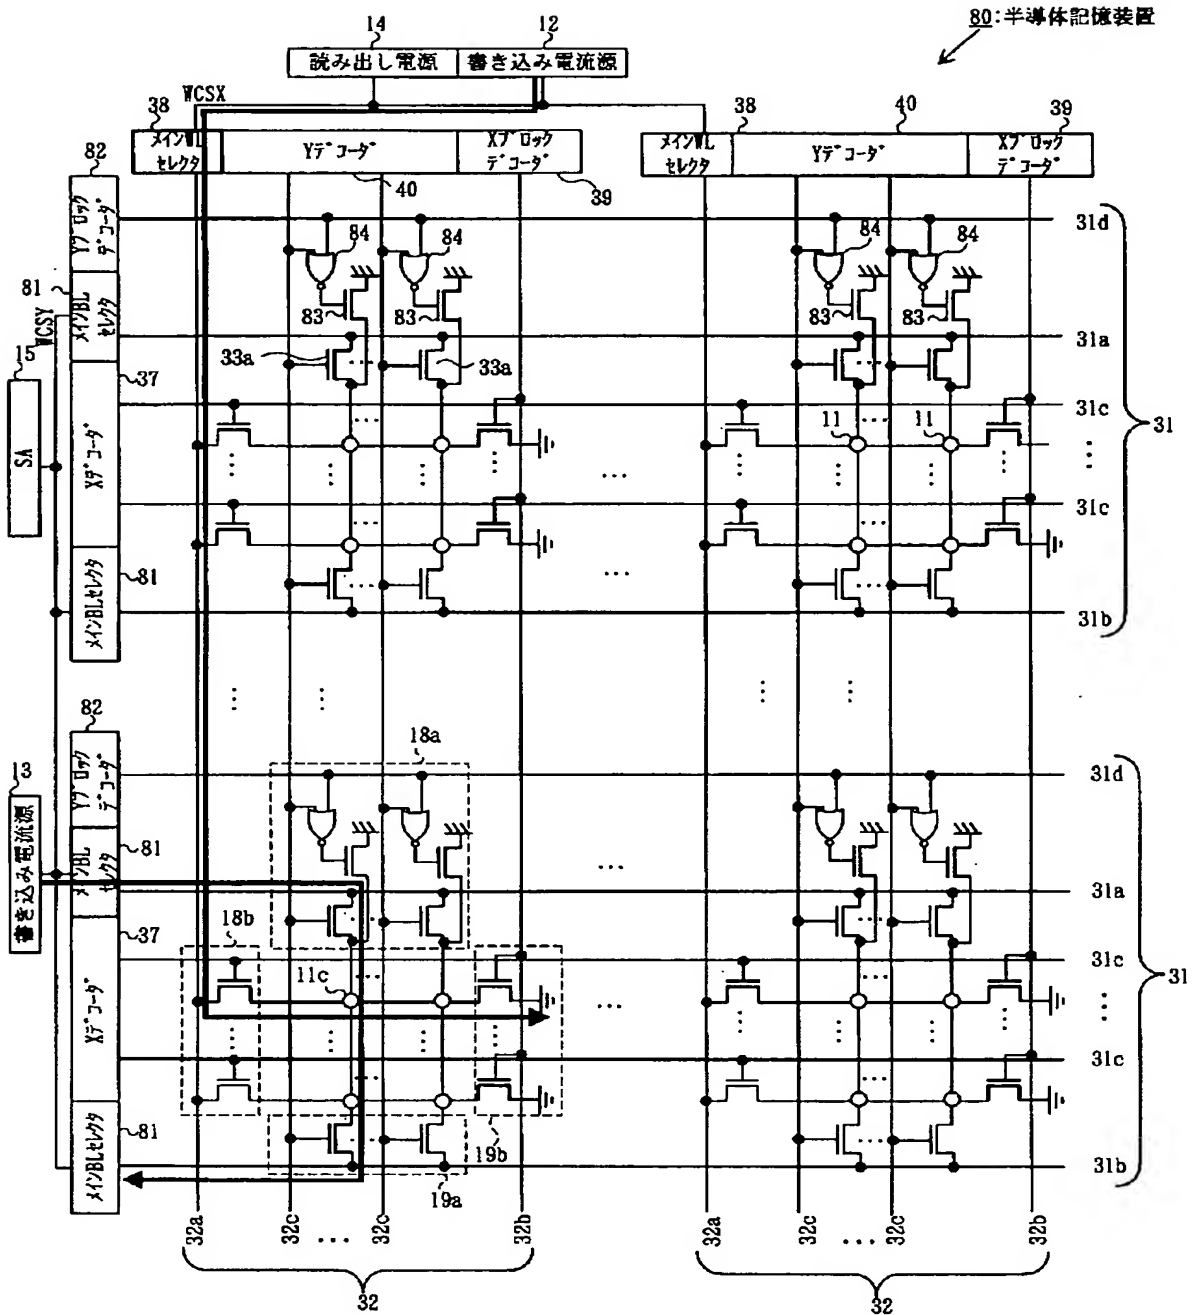 80:半導体記憶装置
14
12
読み出し電源
書き込み電流源
WCSX
38
メインWL
セレクタ
Yデコーダ
Xブロック
デコーダ
40
39
38
40
39
メインWL
セレクタ
Yデコーダ
Xブロック
デコーダ
82
Yブロック
デコーダ
84
84
84
84
31d
81
メインBL
セレクタ
83
83
83
83
WCSY
15
SA
33a
33a
31a
37
Xデコーダ
31c
11
11
31
31c
81
メインBLセレクタ
31b
82
Yブロック
デコーダ
18a
31d
13
書き込み電流源
81
メインBL
セレクタ
31a
37
Xデコーダ
18b
11c
31c
31
31c
81
メインBLセレクタ
19b
19a
31b
32a
32c
32c
32b
32a
32c
32c
32b
32
32